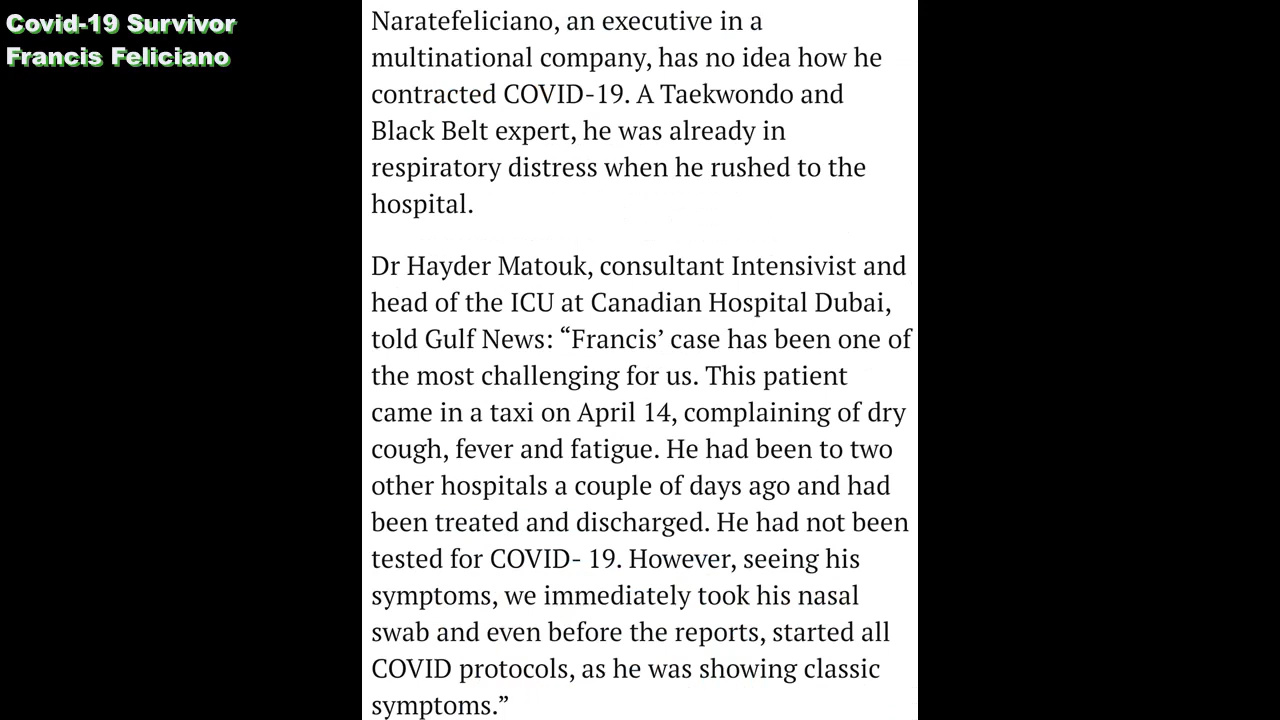 Covid-19 Survivor
Francis Feliciano
Naratefeliciano, an executive in a
multinational company, has no idea how he
contracted COVID-19. A Taekwondo and
Black Belt expert, he was already in
respiratory distress when he rushed to the
hospital.
Dr Hayder Matouk, consultant Intensivist and
head of the ICU at Canadian Hospital Dubai,
told Gulf News: “Francis’ case has been one of
the most challenging for us. This patient
came in a taxi on April 14, complaining of dry
cough, fever and fatigue. He had been to two
other hospitals a couple of days ago and had
been treated and discharged. He had not been
tested for COVID- 19. However, seeing his
symptoms, we immediately took his nasal
swab and even before the reports, started all
COVID protocols, as he was showing classic
symptoms.”